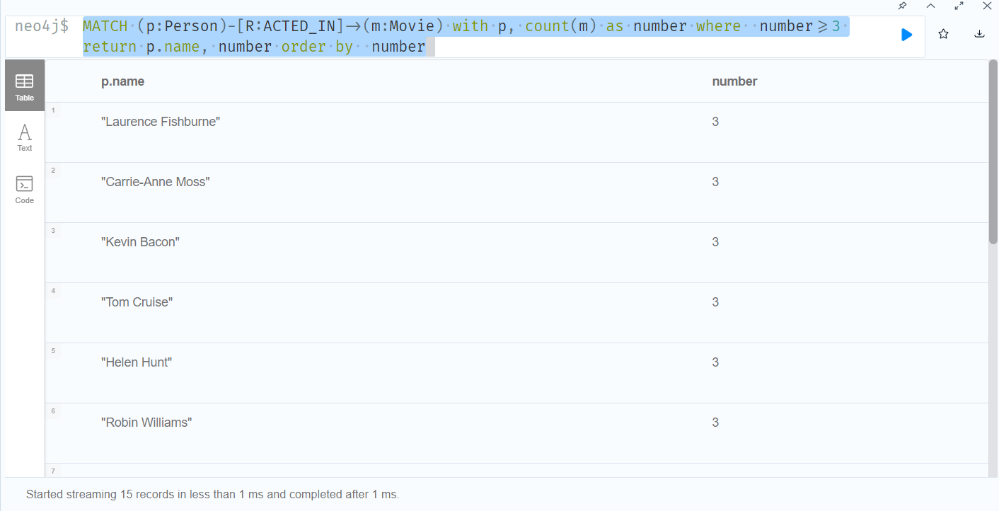 neo4j$ MATCH (p:Person)-[R:ACTED_IN]->(m:Movie) with p, count(m) as number where  number>=3
return p.name, number order by  number
p.name number
Table
1
"Laurence Fishburne" 3
Text
2
"Carrie-Anne Moss" 3
Code
3
"Kevin Bacon" 3
4
"Tom Cruise" 3
5
"Helen Hunt" 3
6
"Robin Williams" 3
7
Started streaming 15 records in less than 1 ms and completed after 1 ms.